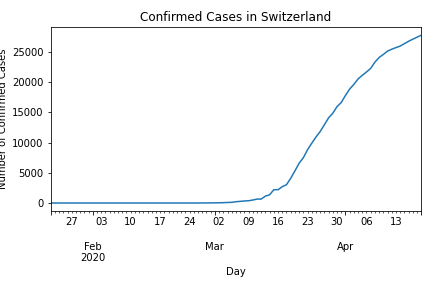 Confirmed Cases in Switzerland
Number of Confirmed Cases
25000
20000
15000
10000
5000
0
27 03 10 17 24 02 09 16 23 30 06 13
Feb Mar Apr
2020
Day